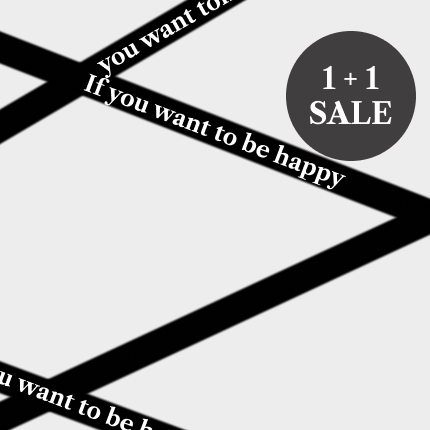 you want to
If you want to be happy
1 + 1
SALE
want to be